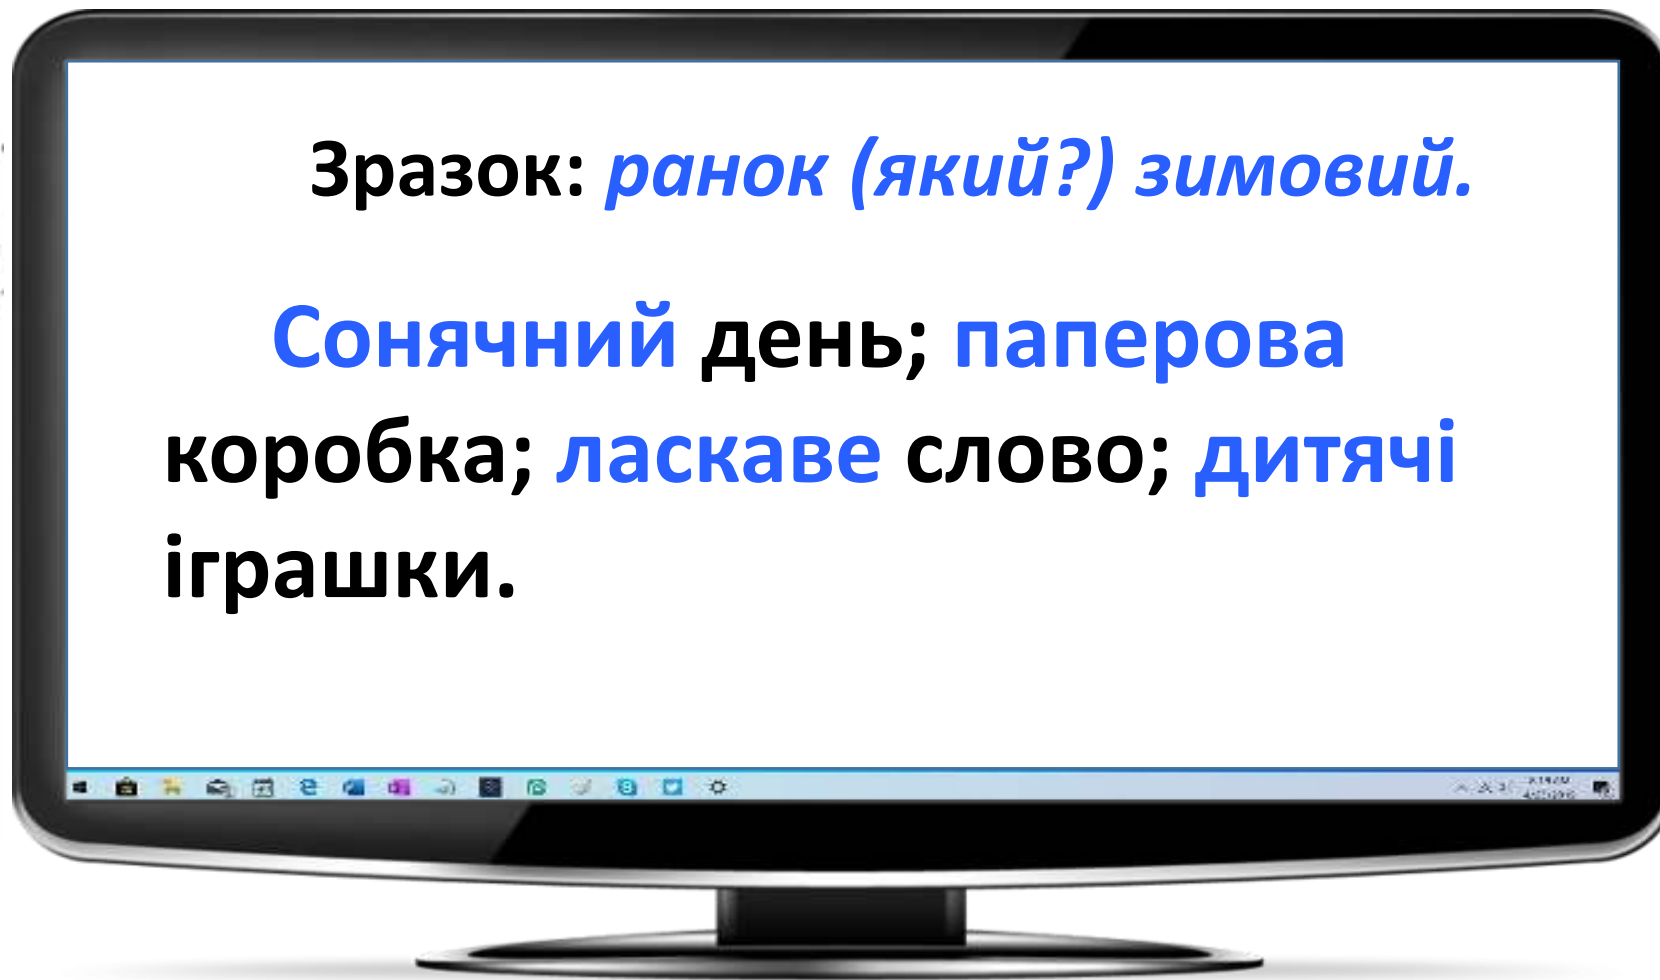 Зразок: ранок (який?) зимовий.
Сонячний день; паперова
коробка; ласкаве слово; дитячі
іграшки.